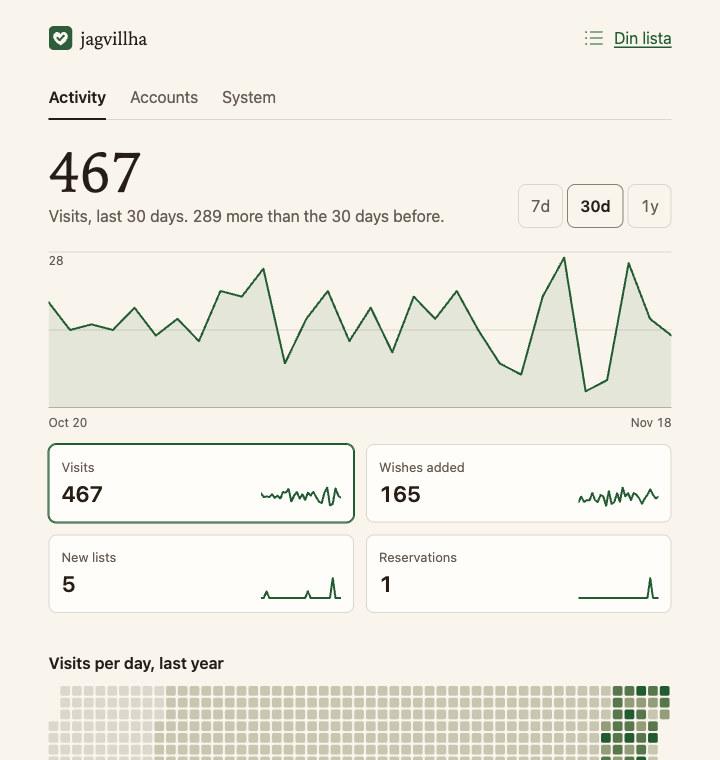 jagvillha
Din lista
Activity Accounts System
467
Visits, last 30 days. 289 more than the 30 days before.
7d 30d 1y
28
Oct 20 Nov 18
Visits
467
Wishes added
165
New lists
5
Reservations
1
Visits per day, last year